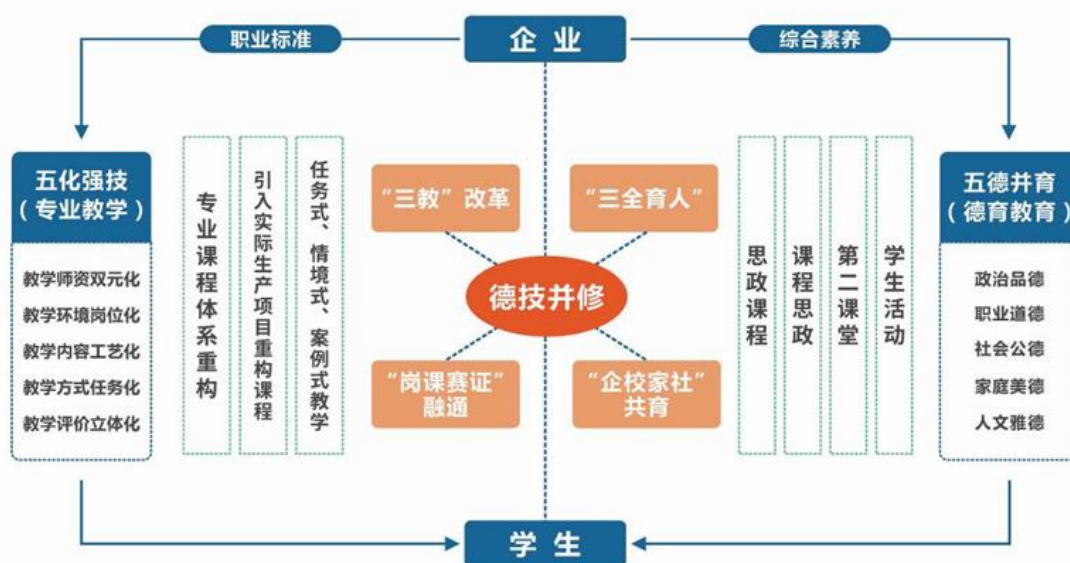 职业标准
企业
综合素养
五化强技
（专业教学）
教学师资双元化
教学环境岗位化
教学内容工艺化
教学方式任务化
教学评价立体化
专业课程体系重构
引入实际生产项目重构课程
任务式、情境式、案例式教学
“三教”改革
“三全育人”
德技并修
“岗课赛证”
融通
“企校家社”
共育
思政课程
课程思政
第二课堂
学生活动
五德并育
（德育教育）
政治品德
职业道德
社会公德
家庭美德
人文雅德
学生